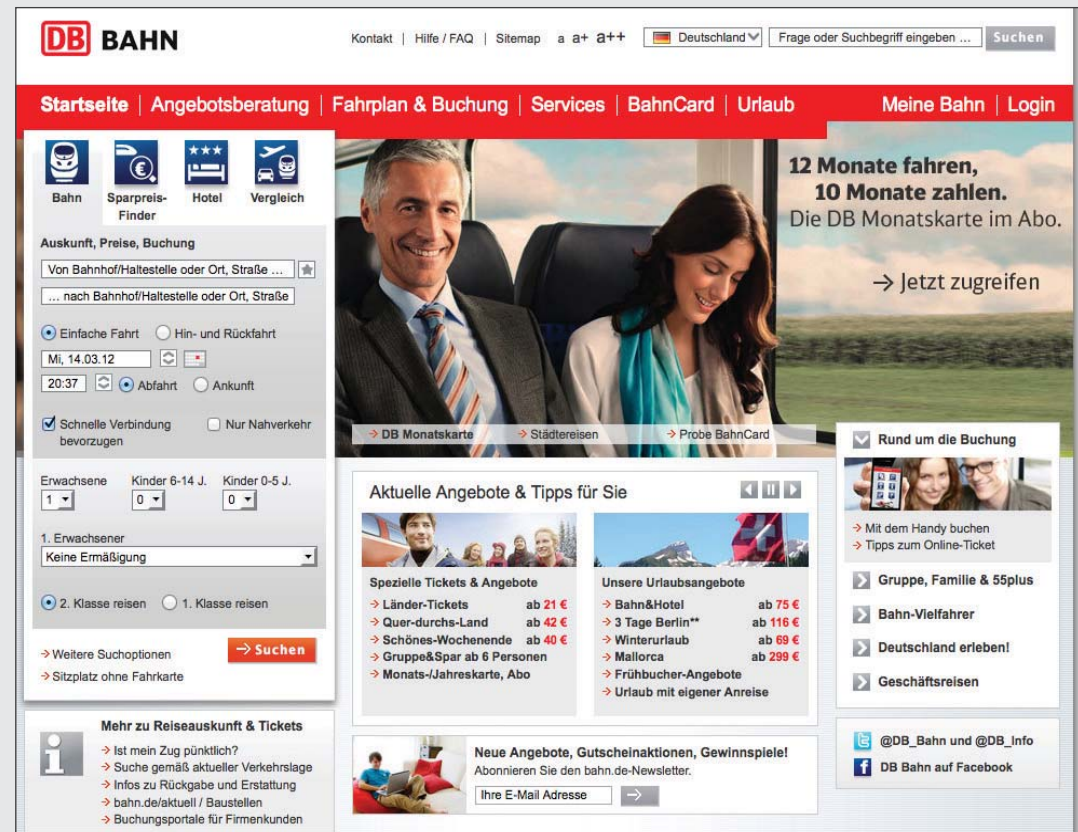 DB BAHN
Kontakt | Hilfe / FAQ | Sitemap a a+ a++ Deutschland Frage oder Suchbegriff eingeben ... Suchen
Startseite | Angebotsberatung | Fahrplan & Buchung | Services | BahnCard | Urlaub Meine Bahn | Login
Bahn
Sparpreis-
Finder
Hotel
Vergleich
Auskunft, Preise, Buchung
Von Bahnhof/Haltestelle oder Ort, Straße ...
... nach Bahnhof/Haltestelle oder Ort, Straße
Einfache Fahrt Hin- und Rückfahrt
Mi, 14.03.12
20:37 Abfahrt Ankunft
Schnelle Verbindung
bevorzugen
Nur Nahverkehr
Erwachsene Kinder 6-14 J. Kinder 0-5 J.
1 0 0
1. Erwachsener
Keine Ermäßigung
2. Klasse reisen 1. Klasse reisen
Weitere Suchoptionen
Suchen
Sitzplatz ohne Fahrkarte
Mehr zu Reiseauskunft & Tickets
Ist mein Zug pünktlich?
Suche gemäß aktueller Verkehrslage
Infos zu Rückgabe und Erstattung
bahn.de/aktuell / Baustellen
Buchungsportale für Firmenkunden
12 Monate fahren,
10 Monate zahlen.
Die DB Monatskarte im Abo.
Jetzt zugreifen
DB Monatskarte Städtereisen Probe BahnCard
Aktuelle Angebote & Tipps für Sie
Spezielle Tickets & Angebote
Länder-Tickets ab 21 €
Quer-durchs-Land ab 42 €
Schönes-Wochenende ab 40 €
Gruppe&Spar ab 6 Personen
Monats-/Jahreskarte, Abo
Unsere Urlaubsangebote
Bahn&Hotel ab 75 €
3 Tage Berlin** ab 116 €
Winterurlaub ab 69 €
Mallorca ab 299 €
Frühbucher-Angebote
Urlaub mit eigener Anreise
Neue Angebote, Gutscheinaktionen, Gewinnspiele!
Abonnieren Sie den bahn.de-Newsletter.
Ihre E-Mail Adresse
Rund um die Buchung
Mit dem Handy buchen
Tipps zum Online-Ticket
Gruppe, Familie & 55plus
Bahn-Vielfahrer
Deutschland erleben!
Geschäftsreisen
@DB_Bahn und @DB_Info
DB Bahn auf Facebook